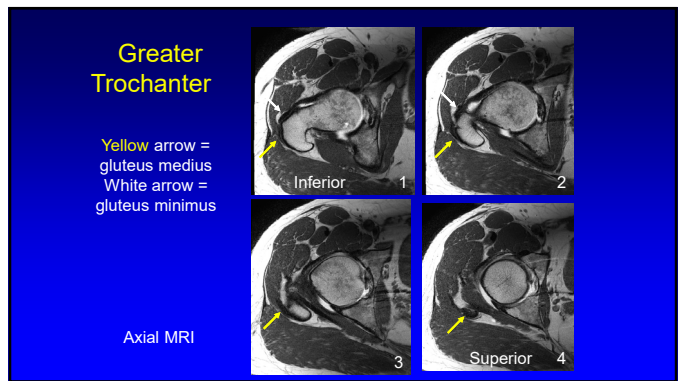 Greater
Trochanter
Yellow arrow =
gluteus medius
White arrow =
gluteus minimus
Axial MRI
Inferior
1
2
3
Superior
4